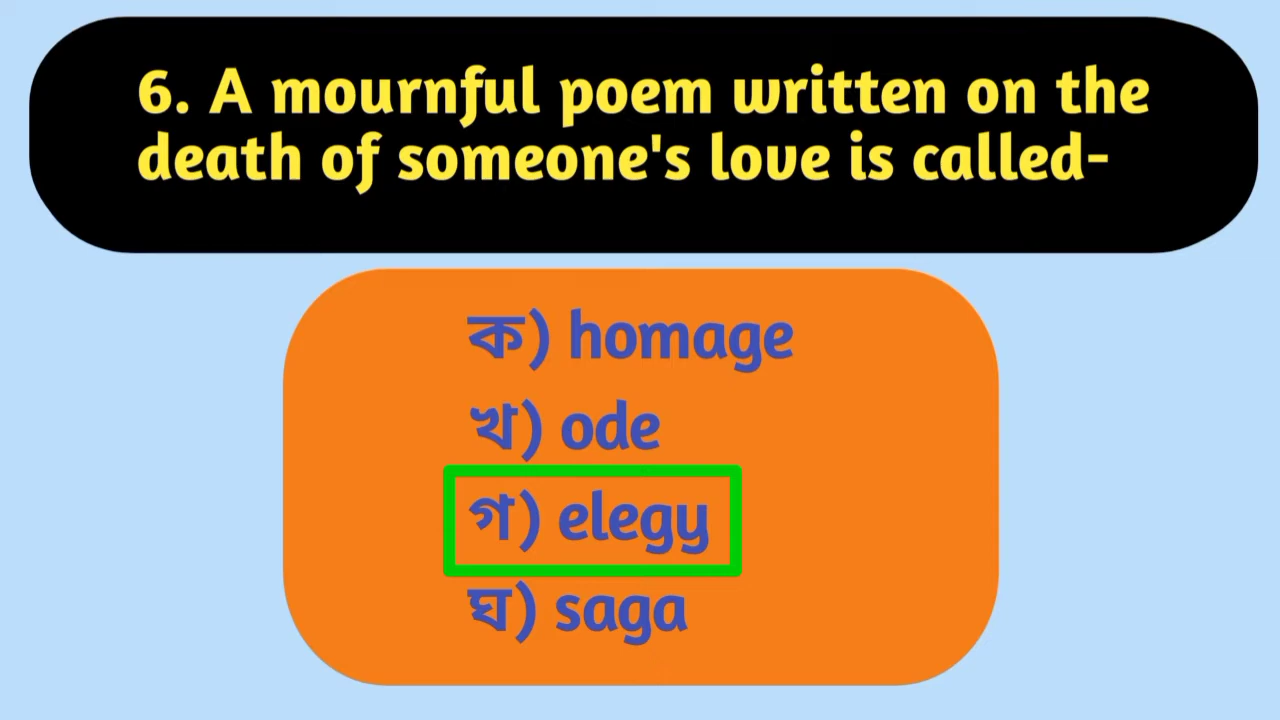 6. A mournful poem written on the
death of someone's love is called-
ক) homage
খ) ode
গ) elegy
ঘ) saga